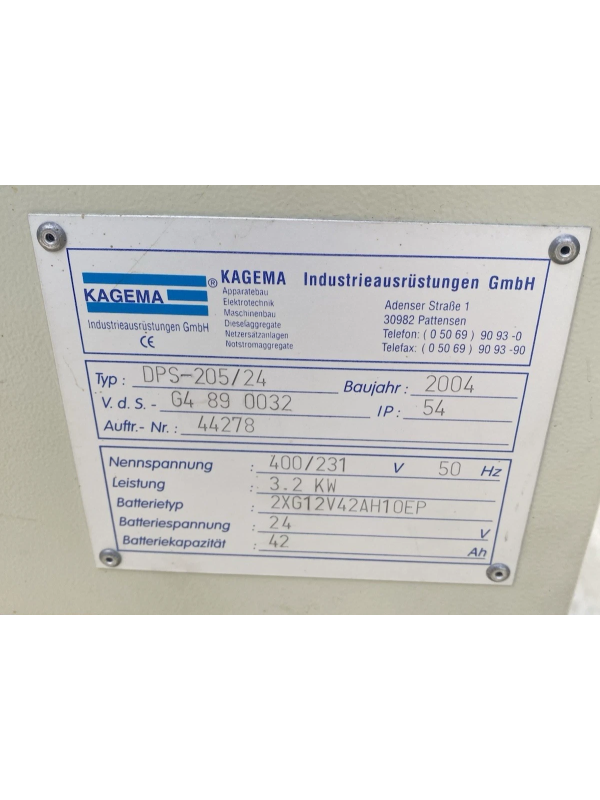 KAGEMA ®
Industrieausrüstungen GmbH
CE
KAGEMA Industrieausrüstungen GmbH
Apparatebau
Elektrotechnik
Maschinenbau
Dieselaggregate
Netzersatzanlagen
Notstromaggregate
Adenser Straße 1
30982 Pattensen
Telefon: ( 0 50 69 ) 90 93 -0
Telefax: ( 0 50 69 ) 90 93 -90
Typ : DPS-205/24 Baujahr : 2004
V. d. S. - G4 89 0032 IP : 54
Auftr.- Nr. : 44278
Nennspannung : 400/231 V 50 Hz
Leistung : 3.2 KW
Batterietyp : 2XG12V42AH10EP
Batteriespannung : 24 V
Batteriekapazität : 42 Ah